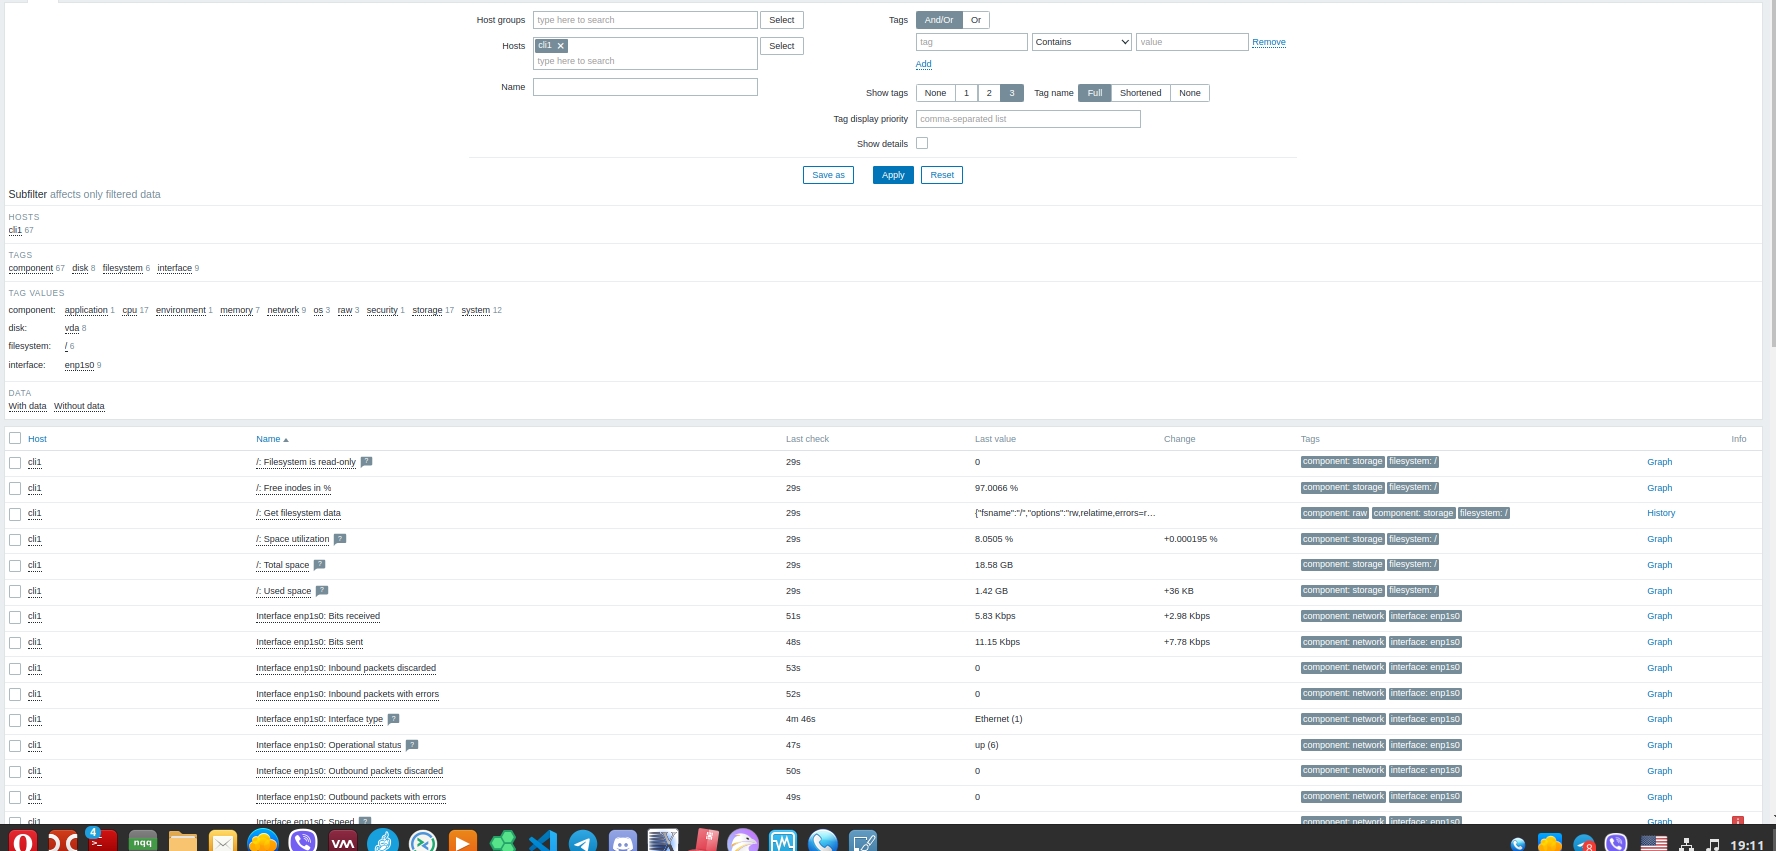 Host groups type here to search Select Tags And/Or Or
Hosts cli1 × type here to search Select tag Contains value Remove
Add
Name
Show tags None 1 2 3 Tag name Full Shortened None
Tag display priority comma-separated list
Show details
Save as Apply Reset
Subfilter affects only filtered data
HOSTS
cli1 67
TAGS
component 67 disk 8 filesystem 6 interface 9
TAG VALUES
component: application 1 cpu 17 environment 1 memory 7 network 9 os 3 raw 3 security 1 storage 17 system 12
disk: vda 8
filesystem: / 6
interface: enp1s0 9
DATA
With data Without data
Host Name Last check Last value Change Tags Info
cli1 /: Filesystem is read-only ? 29s 0 component: storage filesystem: / Graph
cli1 /: Free inodes in % 29s 97.0066 % component: storage filesystem: / Graph
cli1 /: Get filesystem data 29s {"fsname":"/","options":"rw,relatime,errors=r... component: raw component: storage filesystem: / History
cli1 /: Space utilization ? 29s 8.0505 % +0.000195 % component: storage filesystem: / Graph
cli1 /: Total space ? 29s 18.58 GB component: storage filesystem: / Graph
cli1 /: Used space ? 29s 1.42 GB +36 KB component: storage filesystem: / Graph
cli1 Interface enp1s0: Bits received 51s 5.83 Kbps +2.98 Kbps component: network interface: enp1s0 Graph
cli1 Interface enp1s0: Bits sent 48s 11.15 Kbps +7.78 Kbps component: network interface: enp1s0 Graph
cli1 Interface enp1s0: Inbound packets discarded 53s 0 component: network interface: enp1s0 Graph
cli1 Interface enp1s0: Inbound packets with errors 52s 0 component: network interface: enp1s0 Graph
cli1 Interface enp1s0: Interface type ? 4m 46s Ethernet (1) component: network interface: enp1s0 Graph
cli1 Interface enp1s0: Operational status ? 47s up (6) component: network interface: enp1s0 Graph
cli1 Interface enp1s0: Outbound packets discarded 50s 0 component: network interface: enp1s0 Graph
cli1 Interface enp1s0: Outbound packets with errors 49s 0 component: network interface: enp1s0 Graph
cli1 Interface enp1s0: Speed ? component: network interface: enp1s0 Graph i
4 >_ nqq vm 8 19:11